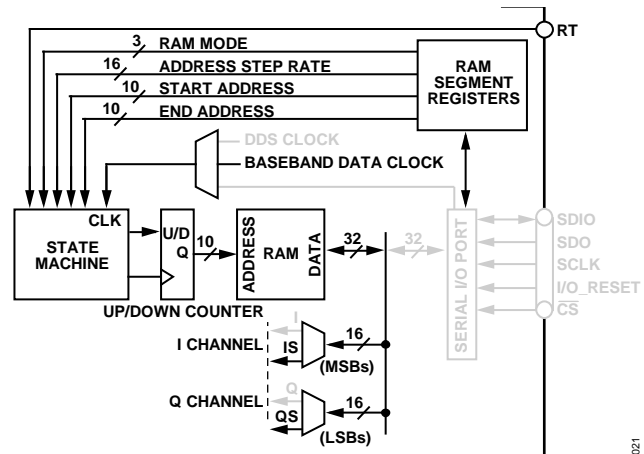 RT
3 RAM MODE
16 ADDRESS STEP RATE
10 START ADDRESS
10 END ADDRESS
RAM
SEGMENT
REGISTERS
DDS CLOCK
BASEBAND DATA CLOCK
CLK
STATE
MACHINE
U/D
Q
10
ADDRESS
RAM
DATA
32
32
SERIAL I/O PORT
SDIO
SDO
SCLK
I/O_RESET
CS
UP/DOWN COUNTER
I
I CHANNEL
IS
16
(MSBs)
Q
Q CHANNEL
QS
16
(LSBs)
021